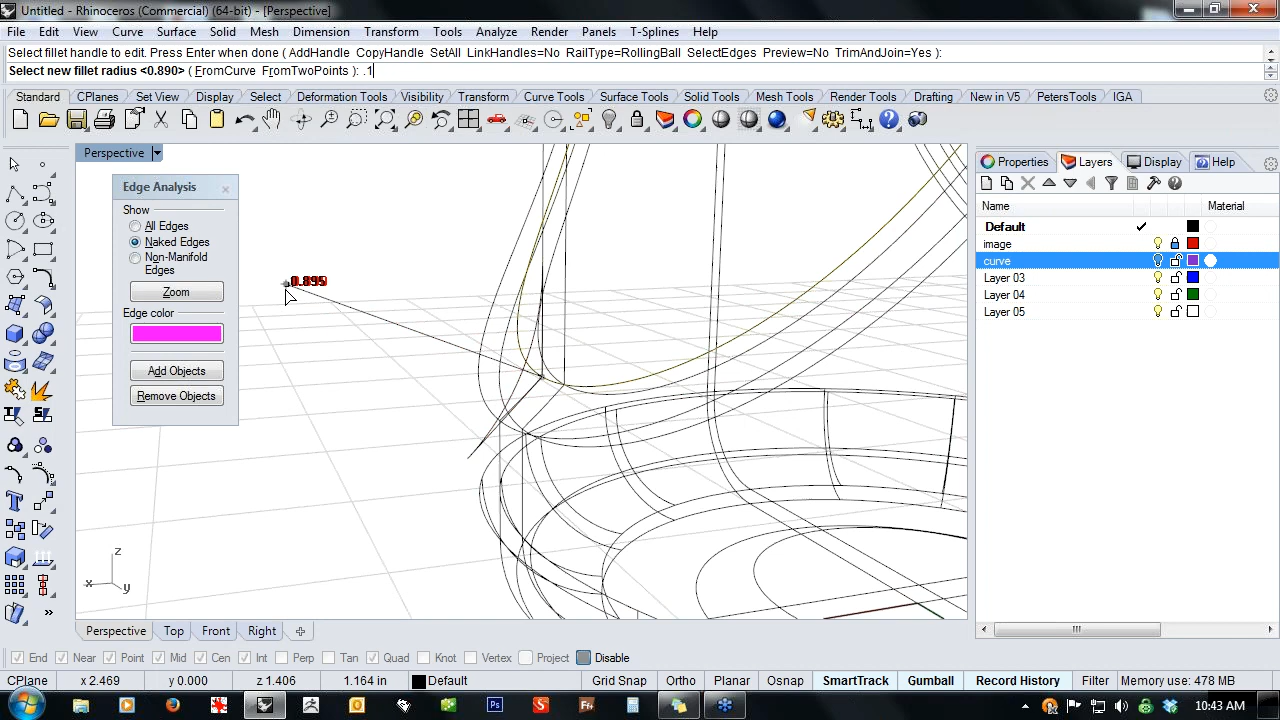 Untitled - Rhinoceros (Commercial) (64-bit) - [Perspective]
File Edit View Curve Surface Solid Mesh Dimension Transform Tools Analyze Render Panels T-Splines Help
Select fillet handle to edit. Press Enter when done ( AddHandle CopyHandle SetAll LinkHandles=No RailType=RollingBall SelectEdges Preview=No TrimAndJoin=Yes ):
Select new fillet radius <0.890> ( FromCurve FromTwoPoints ): .1
Standard CPlanes Set View Display Select Deformation Tools Visibility Transform Curve Tools Surface Tools Solid Tools Mesh Tools Render Tools Drafting New in V5 PetersTools IGA
Perspective
Properties Layers Display Help
Edge Analysis
Show
All Edges
Naked Edges
Non-Manifold
Edges
Zoom
Edge color
Add Objects
Remove Objects
Name Material
Default
image
curve
Layer 03
Layer 04
Layer 05
z
x
y
Perspective Top Front Right
End Near Point Mid Cen Int Perp Tan Quad Knot Vertex Project Disable
CPlane x 2.469 y 0.000 z 1.406 1.164 in Default Grid Snap Ortho Planar Osnap SmartTrack Gumball Record History Filter Memory use: 478 MB
10:43 AM